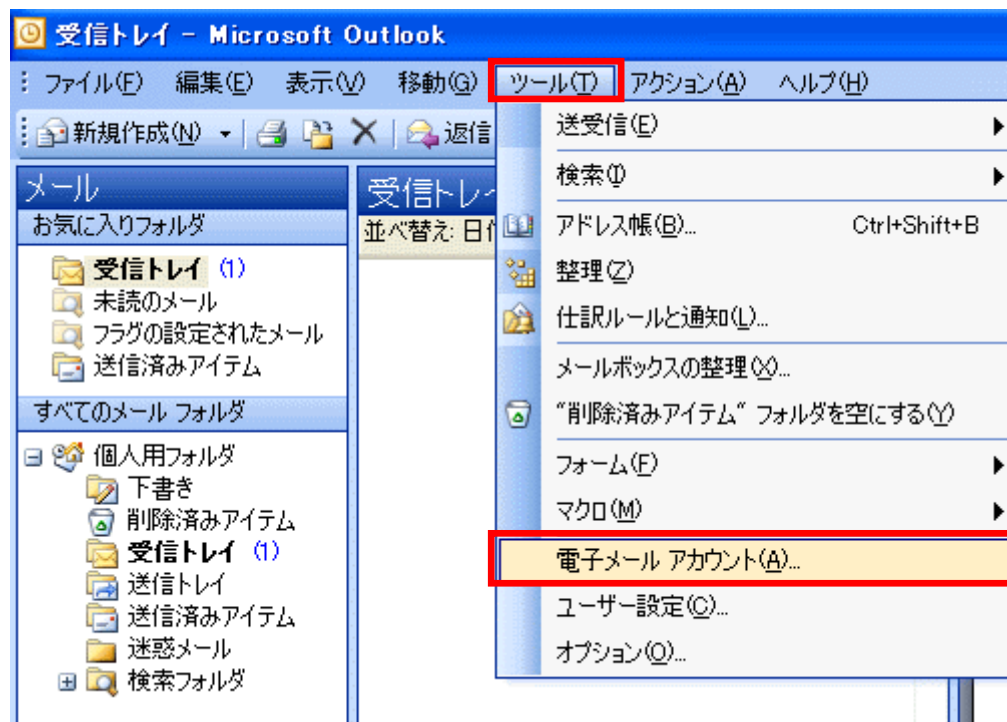 受信トレイ - Microsoft Outlook
ファイル(F) 編集(E) 表示(V) 移動(G) ツール(T) アクション(A) ヘルプ(H)
新規作成(N) 返信
メール
お気に入りフォルダ
受信トレイ (1)
未読のメール
フラグの設定されたメール
送信済みアイテム
すべてのメール フォルダ
個人用フォルダ
下書き
削除済みアイテム
受信トレイ (1)
送信トレイ
送信済みアイテム
迷惑メール
検索フォルダ
受信トレイ
並べ替え: 日付
送受信(E)
検索(I)
アドレス帳(B)... Ctrl+Shift+B
整理(Z)
仕訳ルールと通知(L)...
メールボックスの整理(X)...
"削除済みアイテム" フォルダを空にする(Y)
フォーム(F)
マクロ(M)
電子メール アカウント(A)...
ユーザー設定(C)...
オプション(O)...